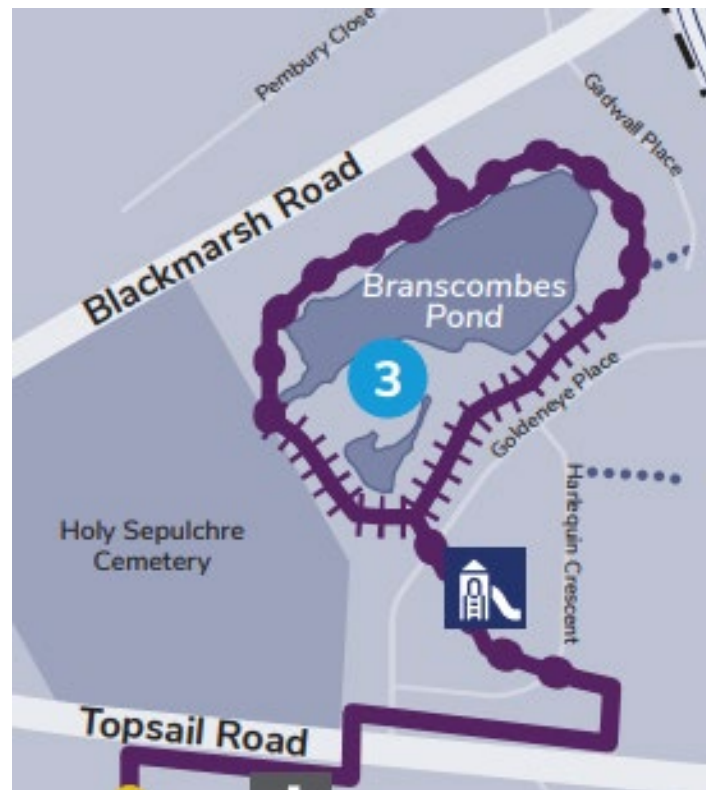 Pembury Close
Gadwall Place
Blackmarsh Road
Branscombes
Pond
3
Goldeneye Place
Harlequin Crescent
Holy Sepulchre
Cemetery
Topsail Road